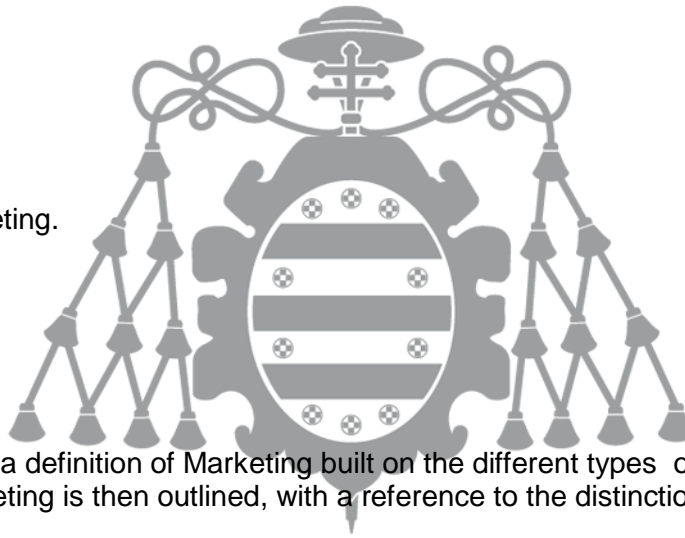 eting.
a definition of Marketing built on the different types
eting is then outlined, with a reference to the distinctio